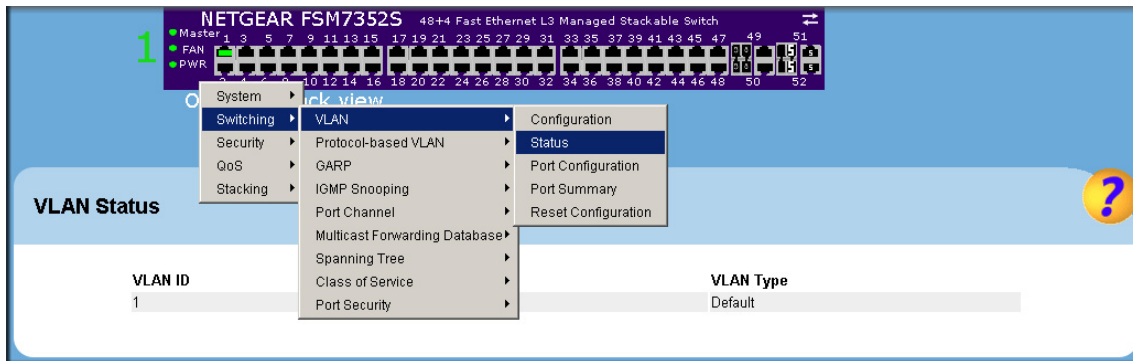 NETGEAR FSM7352S 48+4 Fast Ethernet L3 Managed Stackable Switch
1
Master
FAN
PWR
1 3 5 7 9 11 13 15 17 19 21 23 25 27 29 31 33 35 37 39 41 43 45 47 49 51
10 12 14 16 18 20 22 24 26 28 30 32 34 36 38 40 42 44 46 48 50 52
view
System
Switching
Security
QoS
Stacking
VLAN
Protocol-based VLAN
GARP
IGMP Snooping
Port Channel
Multicast Forwarding Database
Spanning Tree
Class of Service
Port Security
Configuration
Status
Port Configuration
Port Summary
Reset Configuration
VLAN Status
?
VLAN ID VLAN Type
1 Default